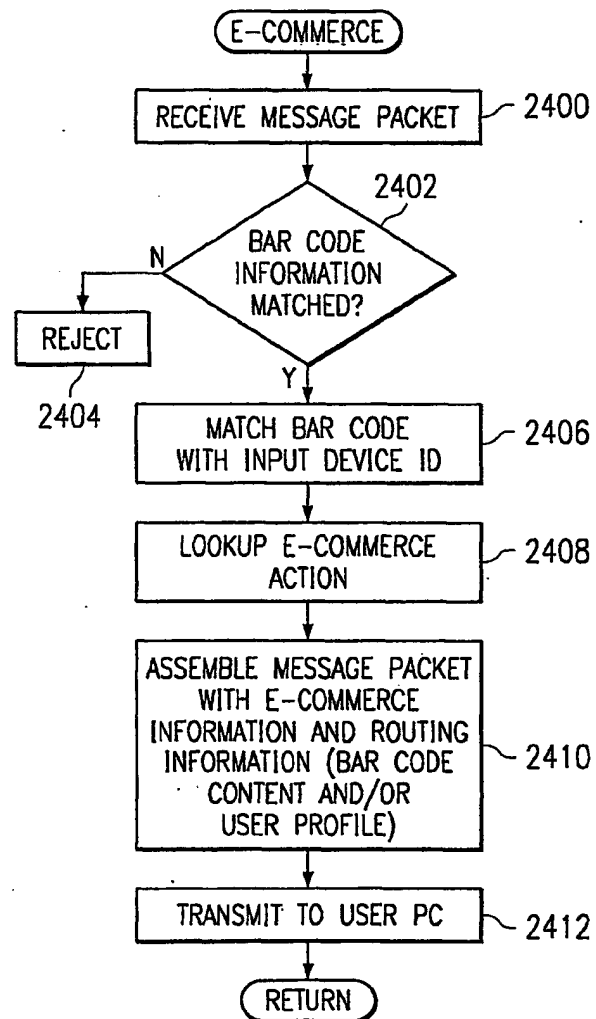 E-COMMERCE
RECEIVE MESSAGE PACKET
2400
2402
BAR CODE
INFORMATION
MATCHED?
N
REJECT
2404
Y
MATCH BAR CODE
WITH INPUT DEVICE ID
2406
LOOKUP E-COMMERCE
ACTION
2408
ASSEMBLE MESSAGE PACKET
WITH E-COMMERCE
INFORMATION AND ROUTING
INFORMATION (BAR CODE
CONTENT AND/OR
USER PROFILE)
2410
TRANSMIT TO USER PC
2412
RETURN